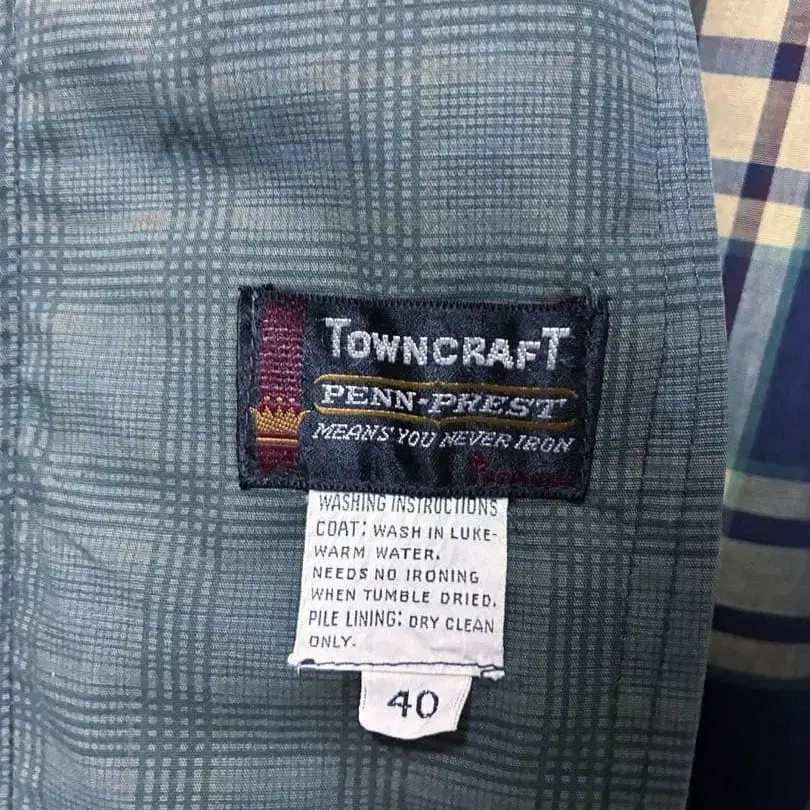 TOWNCRAFT
PENN-PREST
MEANS YOU NEVER IRON
WASHING INSTRUCTIONS
COAT: WASH IN LUKE-
WARM WATER.
NEEDS NO IRONING
WHEN TUMBLE DRIED.
PILE LINING: DRY CLEAN
ONLY.
40